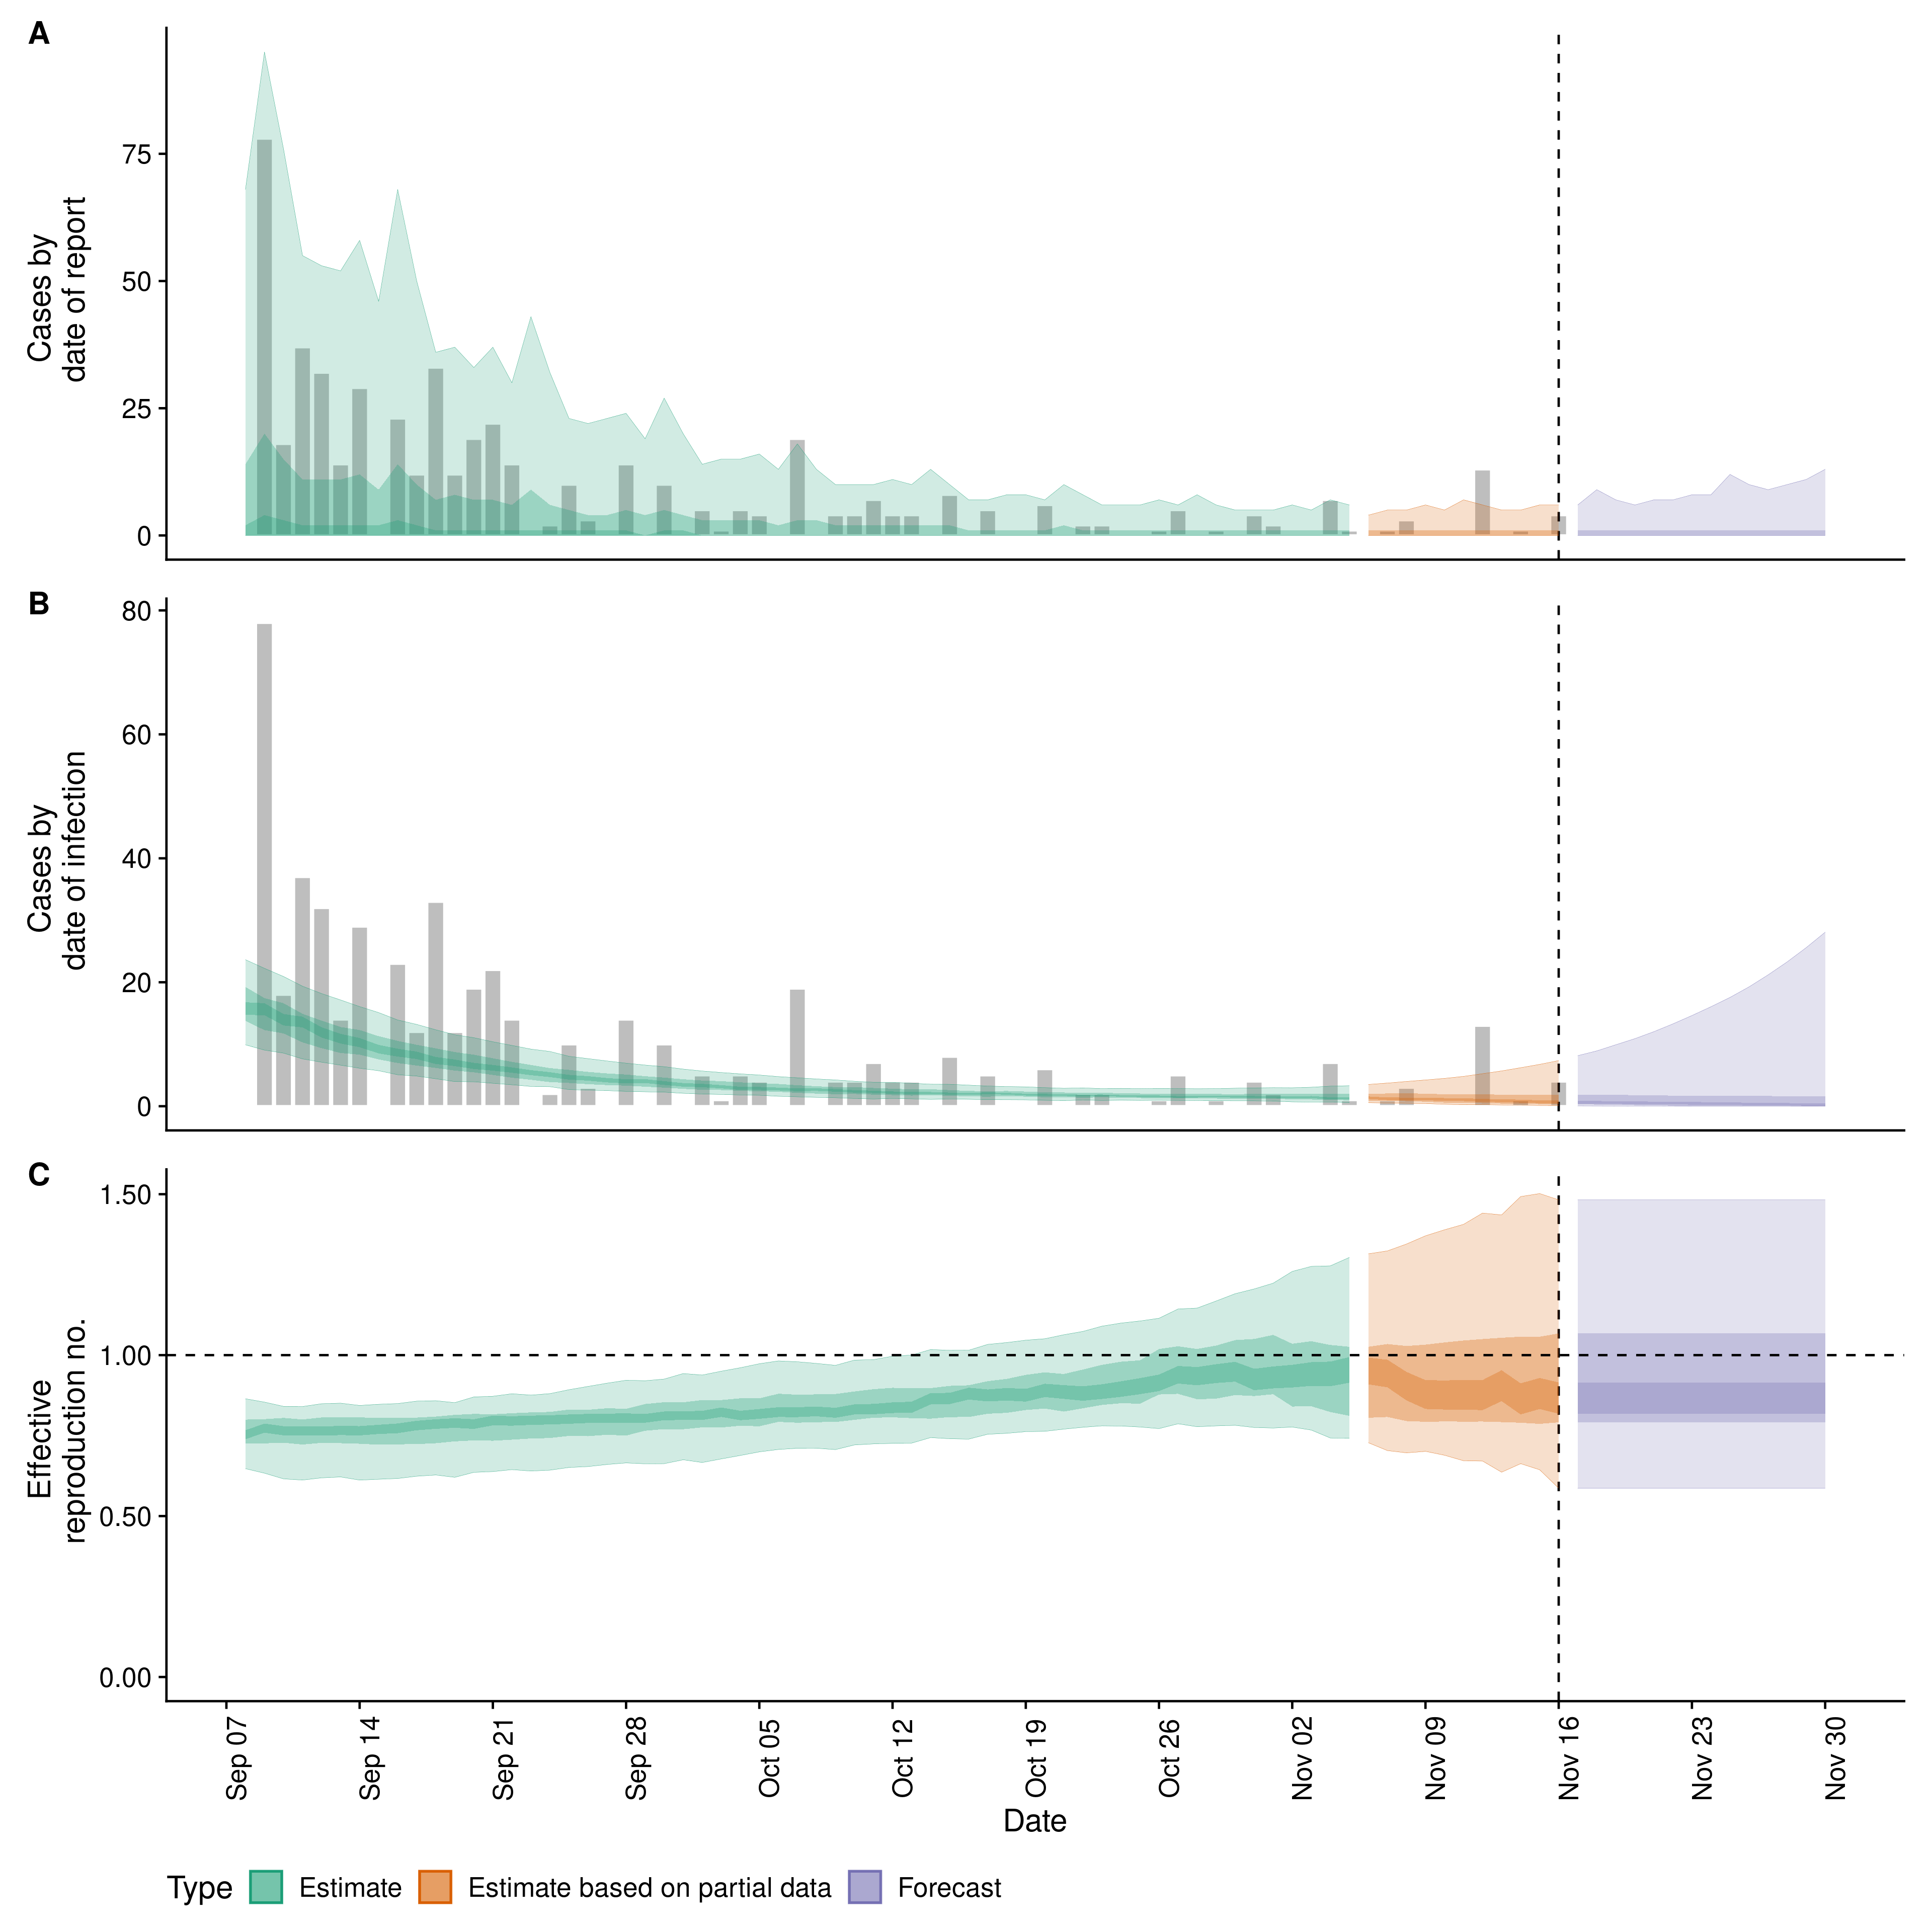 A
Cases by
date of report
75
50
25
0
B
Cases by
date of infection
80
60
40
20
0
C
Effective
reproduction no.
1.50
1.00
0.50
0.00
Sep 07
Sep 14
Sep 21
Sep 28
Oct 05
Oct 12
Oct 19
Oct 26
Nov 02
Nov 09
Nov 16
Nov 23
Nov 30
Date
Type Estimate Estimate based on partial data Forecast